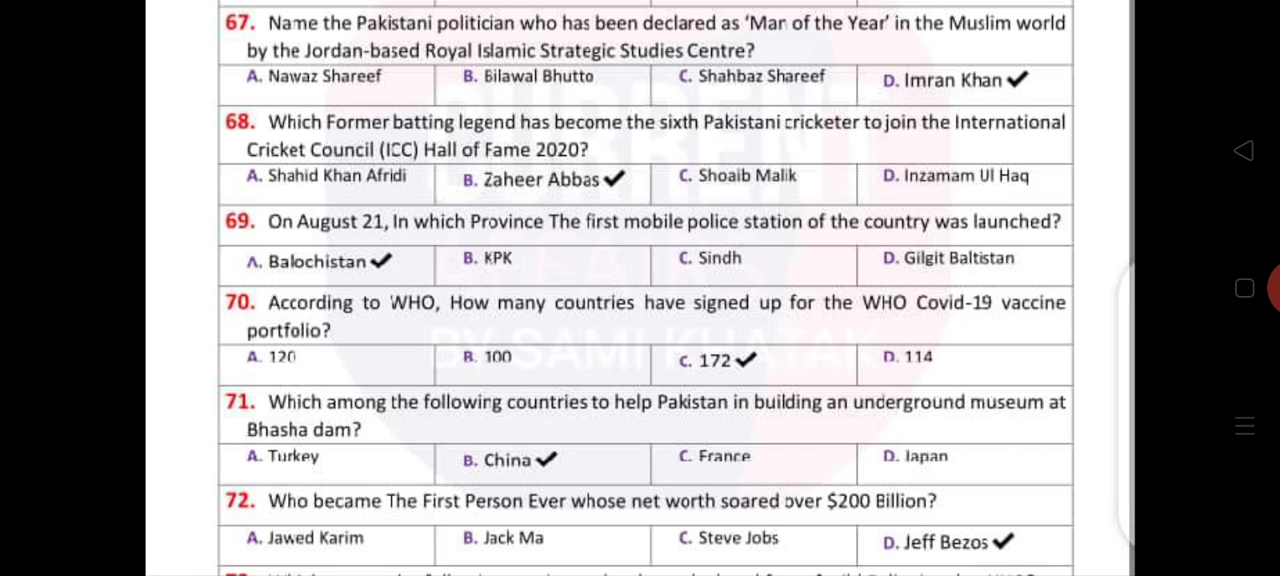 67. Name the Pakistani politician who has been declared as ‘Man of the Year’ in the Muslim world
by the Jordan-based Royal Islamic Strategic Studies Centre?
A. Nawaz Shareef B. Bilawal Bhutto C. Shahbaz Shareef D. Imran Khan ✔
68. Which Former batting legend has become the sixth Pakistani cricketer to join the International
Cricket Council (ICC) Hall of Fame 2020?
A. Shahid Khan Afridi B. Zaheer Abbas ✔ C. Shoaib Malik D. Inzamam Ul Haq
69. On August 21, In which Province The first mobile police station of the country was launched?
A. Balochistan ✔ B. KPK C. Sindh D. Gilgit Baltistan
70. According to WHO, How many countries have signed up for the WHO Covid-19 vaccine
portfolio?
A. 120 B. 100 C. 172 ✔ D. 114
71. Which among the following countries to help Pakistan in building an underground museum at
Bhasha dam?
A. Turkey B. China ✔ C. France D. Japan
72. Who became The First Person Ever whose net worth soared over $200 Billion?
A. Jawed Karim B. Jack Ma C. Steve Jobs D. Jeff Bezos ✔
CURRENT
AFFAIRS
BY SAMI KHATAK